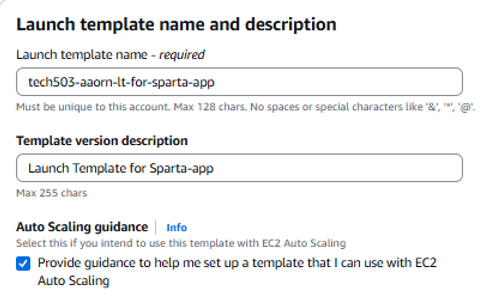 Launch template name and description
Launch template name - required
tech503-aaorn-lt-for-sparta-app
Must be unique to this account. Max 128 chars. No spaces or special characters like '&', '*', '@'.
Template version description
Launch Template for Sparta-app
Max 255 chars
Auto Scaling guidance | Info
Select this if you intend to use this template with EC2 Auto Scaling
Provide guidance to help me set up a template that I can use with EC2
Auto Scaling